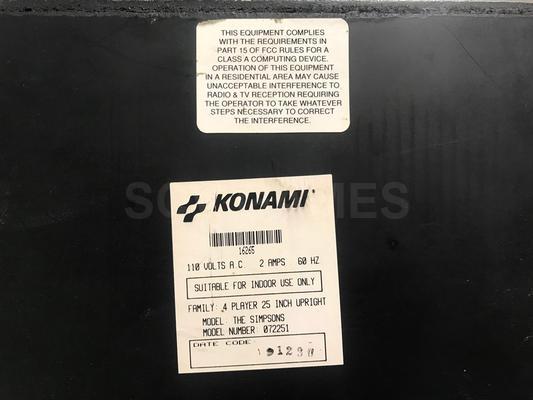 THIS EQUIPMENT COMPLIES
WITH THE REQUIREMENTS IN
PART 15 OF FCC RULES FOR A
CLASS A COMPUTING DEVICE.
OPERATION OF THIS EQUIPMENT
IN A RESIDENTIAL AREA MAY CAUSE
UNACCEPTABLE INTERFERENCE TO
RADIO & TV RECEPTION REQUIRING
THE OPERATOR TO TAKE WHATEVER
STEPS NECESSARY TO CORRECT
THE INTERFERENCE.
KONAMI
16265
110 VOLTS A.C. 2 AMPS 60 HZ
SUITABLE FOR INDOOR USE ONLY
FAMILY: 4 PLAYER 25 INCH UPRIGHT
MODEL: THE SIMPSONS
MODEL NUMBER: 072251
DATE CODE